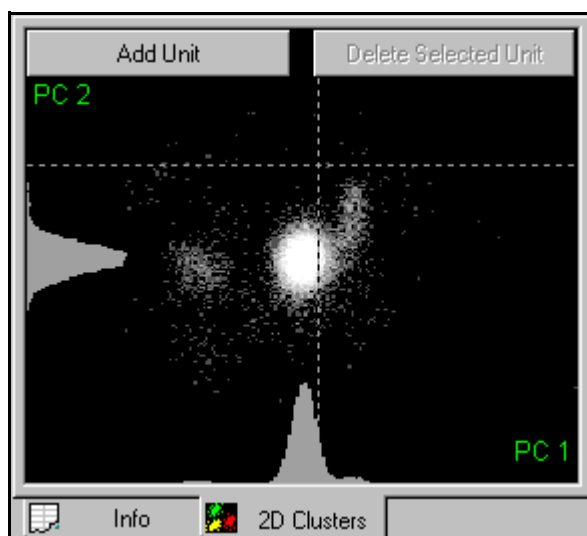 Add Unit
Delete Selected Unit
PC 2
PC 1
Info
2D Clusters